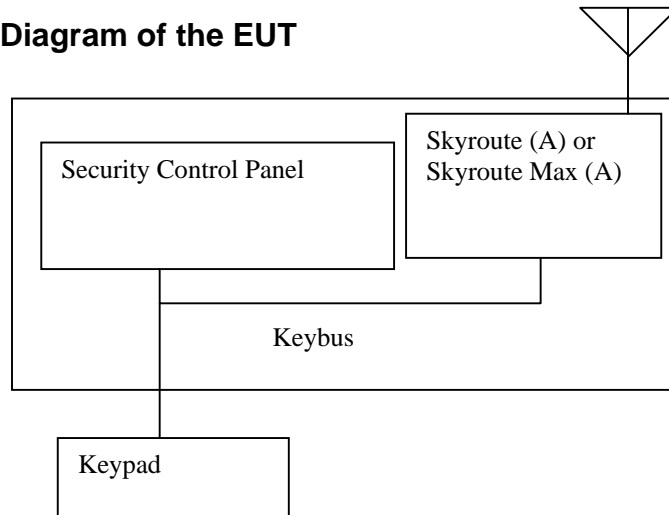 Diagram of the EUT
Skyroute (A) or
Skyroute Max (A)
Security Control Panel
Keybus
Keypad